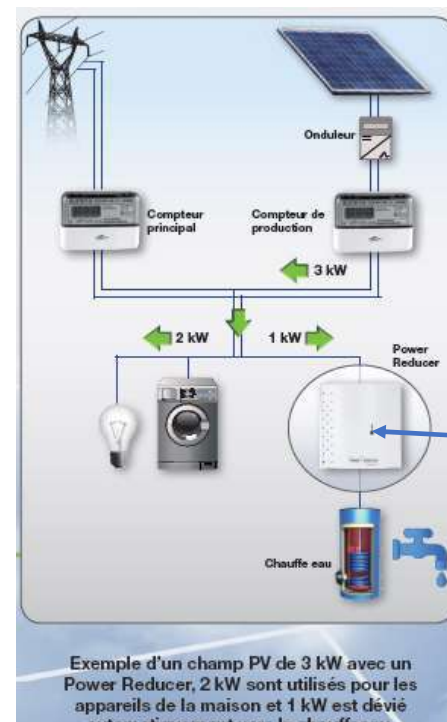 Onduleur
Compteur
principal
Compteur de
production
3 kW
2 kW
1 kW
Power
Reducer
Chauffe eau
Exemple d'un champ PV de 3 kW avec un
Power Reducer, 2 kW sont utilisés pour les
appareils de la maison et 1 kW est dévié